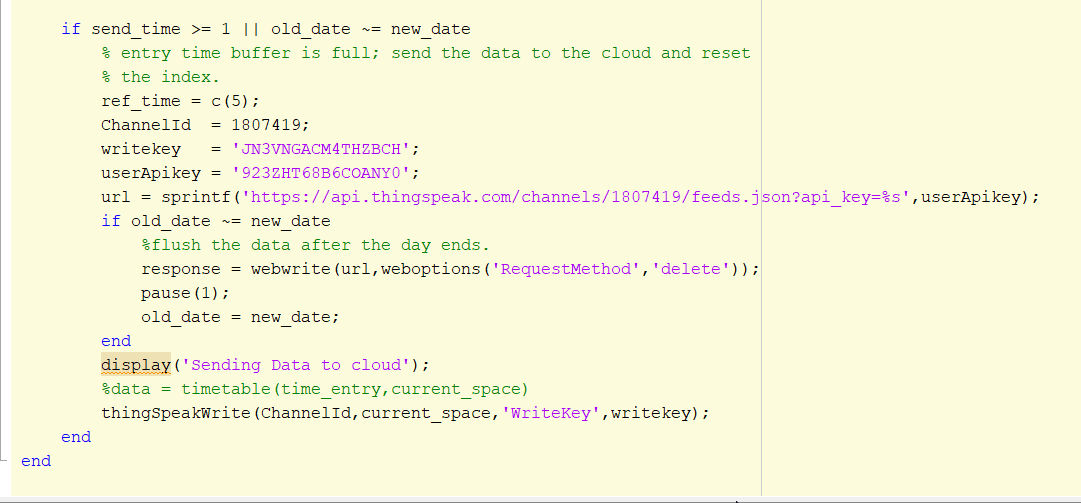 if send_time >= 1 || old_date ~= new_date
% entry time buffer is full; send the data to the cloud and reset
% the index.
ref_time = c(5);
ChannelId  = 1807419;
writekey   = 'JN3VNGACM4THZBCH';
userApikey = '923ZHT68B6COANY0';
url = sprintf('https://api.thingspeak.com/channels/1807419/feeds.json?api_key=%s',userApikey);
if old_date ~= new_date
%flush the data after the day ends.
response = webwrite(url,weboptions('RequestMethod','delete'));
pause(1);
old_date = new_date;
end
display('Sending Data to cloud');
%data = timetable(time_entry,current_space)
thingSpeakWrite(ChannelId,current_space,'WriteKey',writekey);
end
end